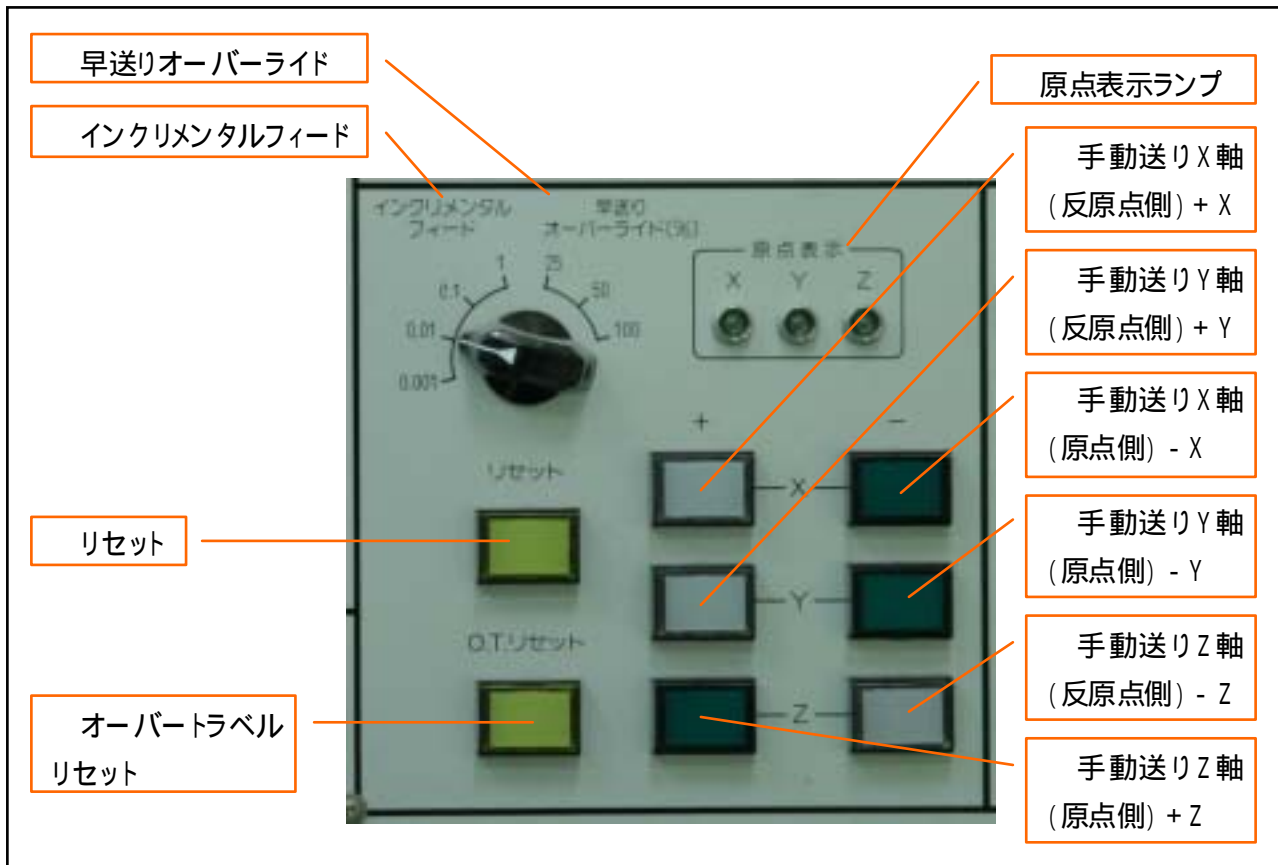 早送りオーバーライド
インクリメンタルフィード
原点表示ランプ
手動送りX軸
(反原点側) + X
手動送りY軸
(反原点側) + Y
手動送りX軸
(原点側) - X
手動送りY軸
(原点側) - Y
手動送りZ軸
(反原点側) - Z
手動送りZ軸
(原点側) + Z
リセット
オーバートラベル
リセット
インクリメンタル
フィード
早送り
オーバーライド(%)
1 25
0.1 50
0.01 100
0.001
原点表示
X Y Z
+ -
リセット
X
Y
O.T.リセット
Z